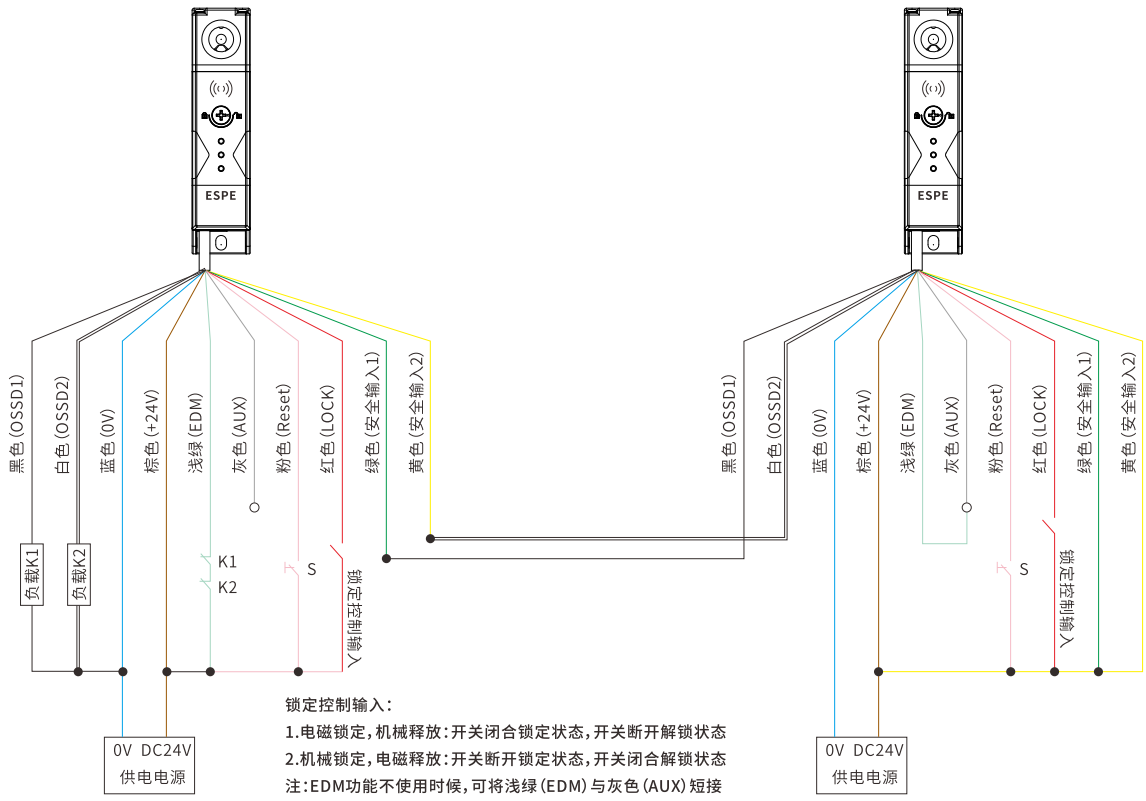 ESPE
ESPE
黑色(OSSD1)
白色(OSSD2)
蓝色(0V)
棕色(+24V)
浅绿(EDM)
灰色(AUX)
粉色(Reset)
红色(LOCK)
绿色(安全输入1)
黄色(安全输入2)
黑色(OSSD1)
白色(OSSD2)
蓝色(0V)
棕色(+24V)
浅绿(EDM)
灰色(AUX)
粉色(Reset)
红色(LOCK)
绿色(安全输入1)
黄色(安全输入2)
负载K1
负载K2
K1
K2
S
锁定控制输入
S
锁定控制输入
0V DC24V
供电电源
锁定控制输入:
1.电磁锁定,机械释放:开关闭合锁定状态,开关断开解锁状态
2.机械锁定,电磁释放:开关断开锁定状态,开关闭合解锁状态
注:EDM功能不使用时候,可将浅绿(EDM)与灰色(AUX)短接
0V DC24V
供电电源